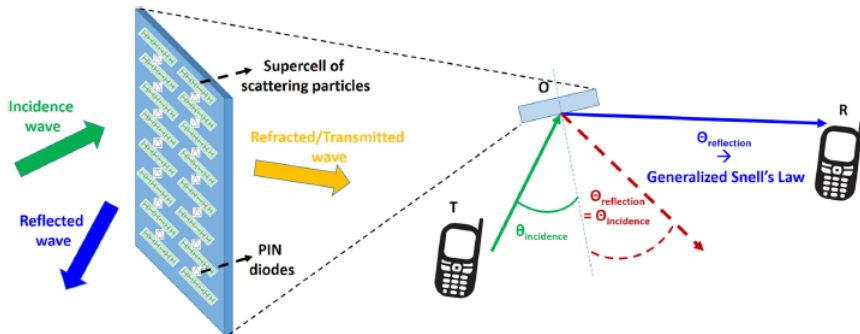 Incidence
wave
Reflected
wave
Supercell of
scattering particles
Refracted/Transmitted
wave
PIN
diodes
O
T
R
θincidence
Θreflection
= Θincidence
Θreflection
→
Generalized Snell's Law